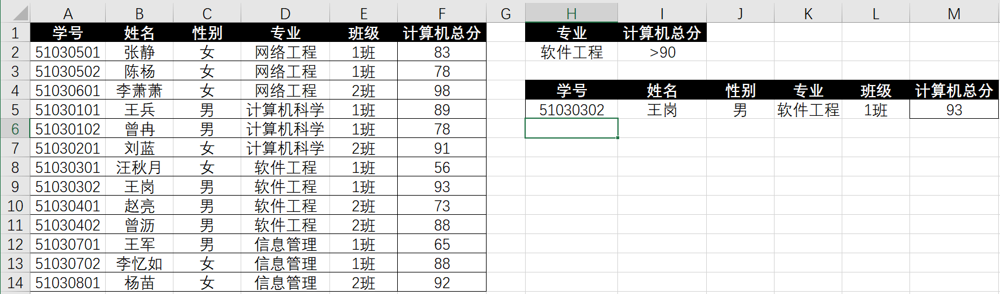 A B C D E F G H I J K L M
1 学号 姓名 性别 专业 班级 计算机总分 专业 计算机总分
2 51030501 张静 女 网络工程 1班 83 软件工程 >90
3 51030502 陈杨 女 网络工程 1班 78
4 51030601 李萧萧 女 网络工程 2班 98 学号 姓名 性别 专业 班级 计算机总分
5 51030101 王兵 男 计算机科学 1班 89 51030302 王岗 男 软件工程 1班 93
6 51030102 曾冉 男 计算机科学 1班 78
7 51030201 刘蓝 女 计算机科学 2班 91
8 51030301 汪秋月 女 软件工程 1班 56
9 51030302 王岗 男 软件工程 1班 93
10 51030401 赵亮 男 软件工程 2班 73
11 51030402 曾沥 男 软件工程 2班 88
12 51030701 王军 男 信息管理 1班 65
13 51030702 李忆如 女 信息管理 1班 88
14 51030801 杨苗 女 信息管理 2班 92